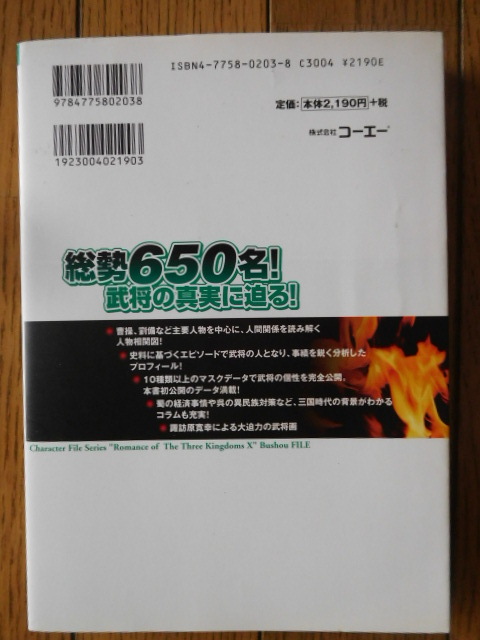 ISBN4-7758-0203-8 C3004 ¥2190E
9784775802038
定価：本体2,190円＋税
株式会社 コーエー
1923004021903
総勢650名！
武将の真実に迫る！
●曹操、劉備など主要人物を中心に、人間関係を読み解く
人物相関図！
●史料に基づくエピソードで武将の人となり、事績を鋭く分析した
プロフィール！
●10種類以上のマスクデータで武将の個性を完全公開。
本書初公開のデータ満載！
●蜀の経済事情や呉の異民族対策など、三国時代の背景がわかる
コラムも充実！
●諏訪原寛幸による大迫力の武将画
Character File Series "Romance of The Three Kingdoms X" Bushou FILE